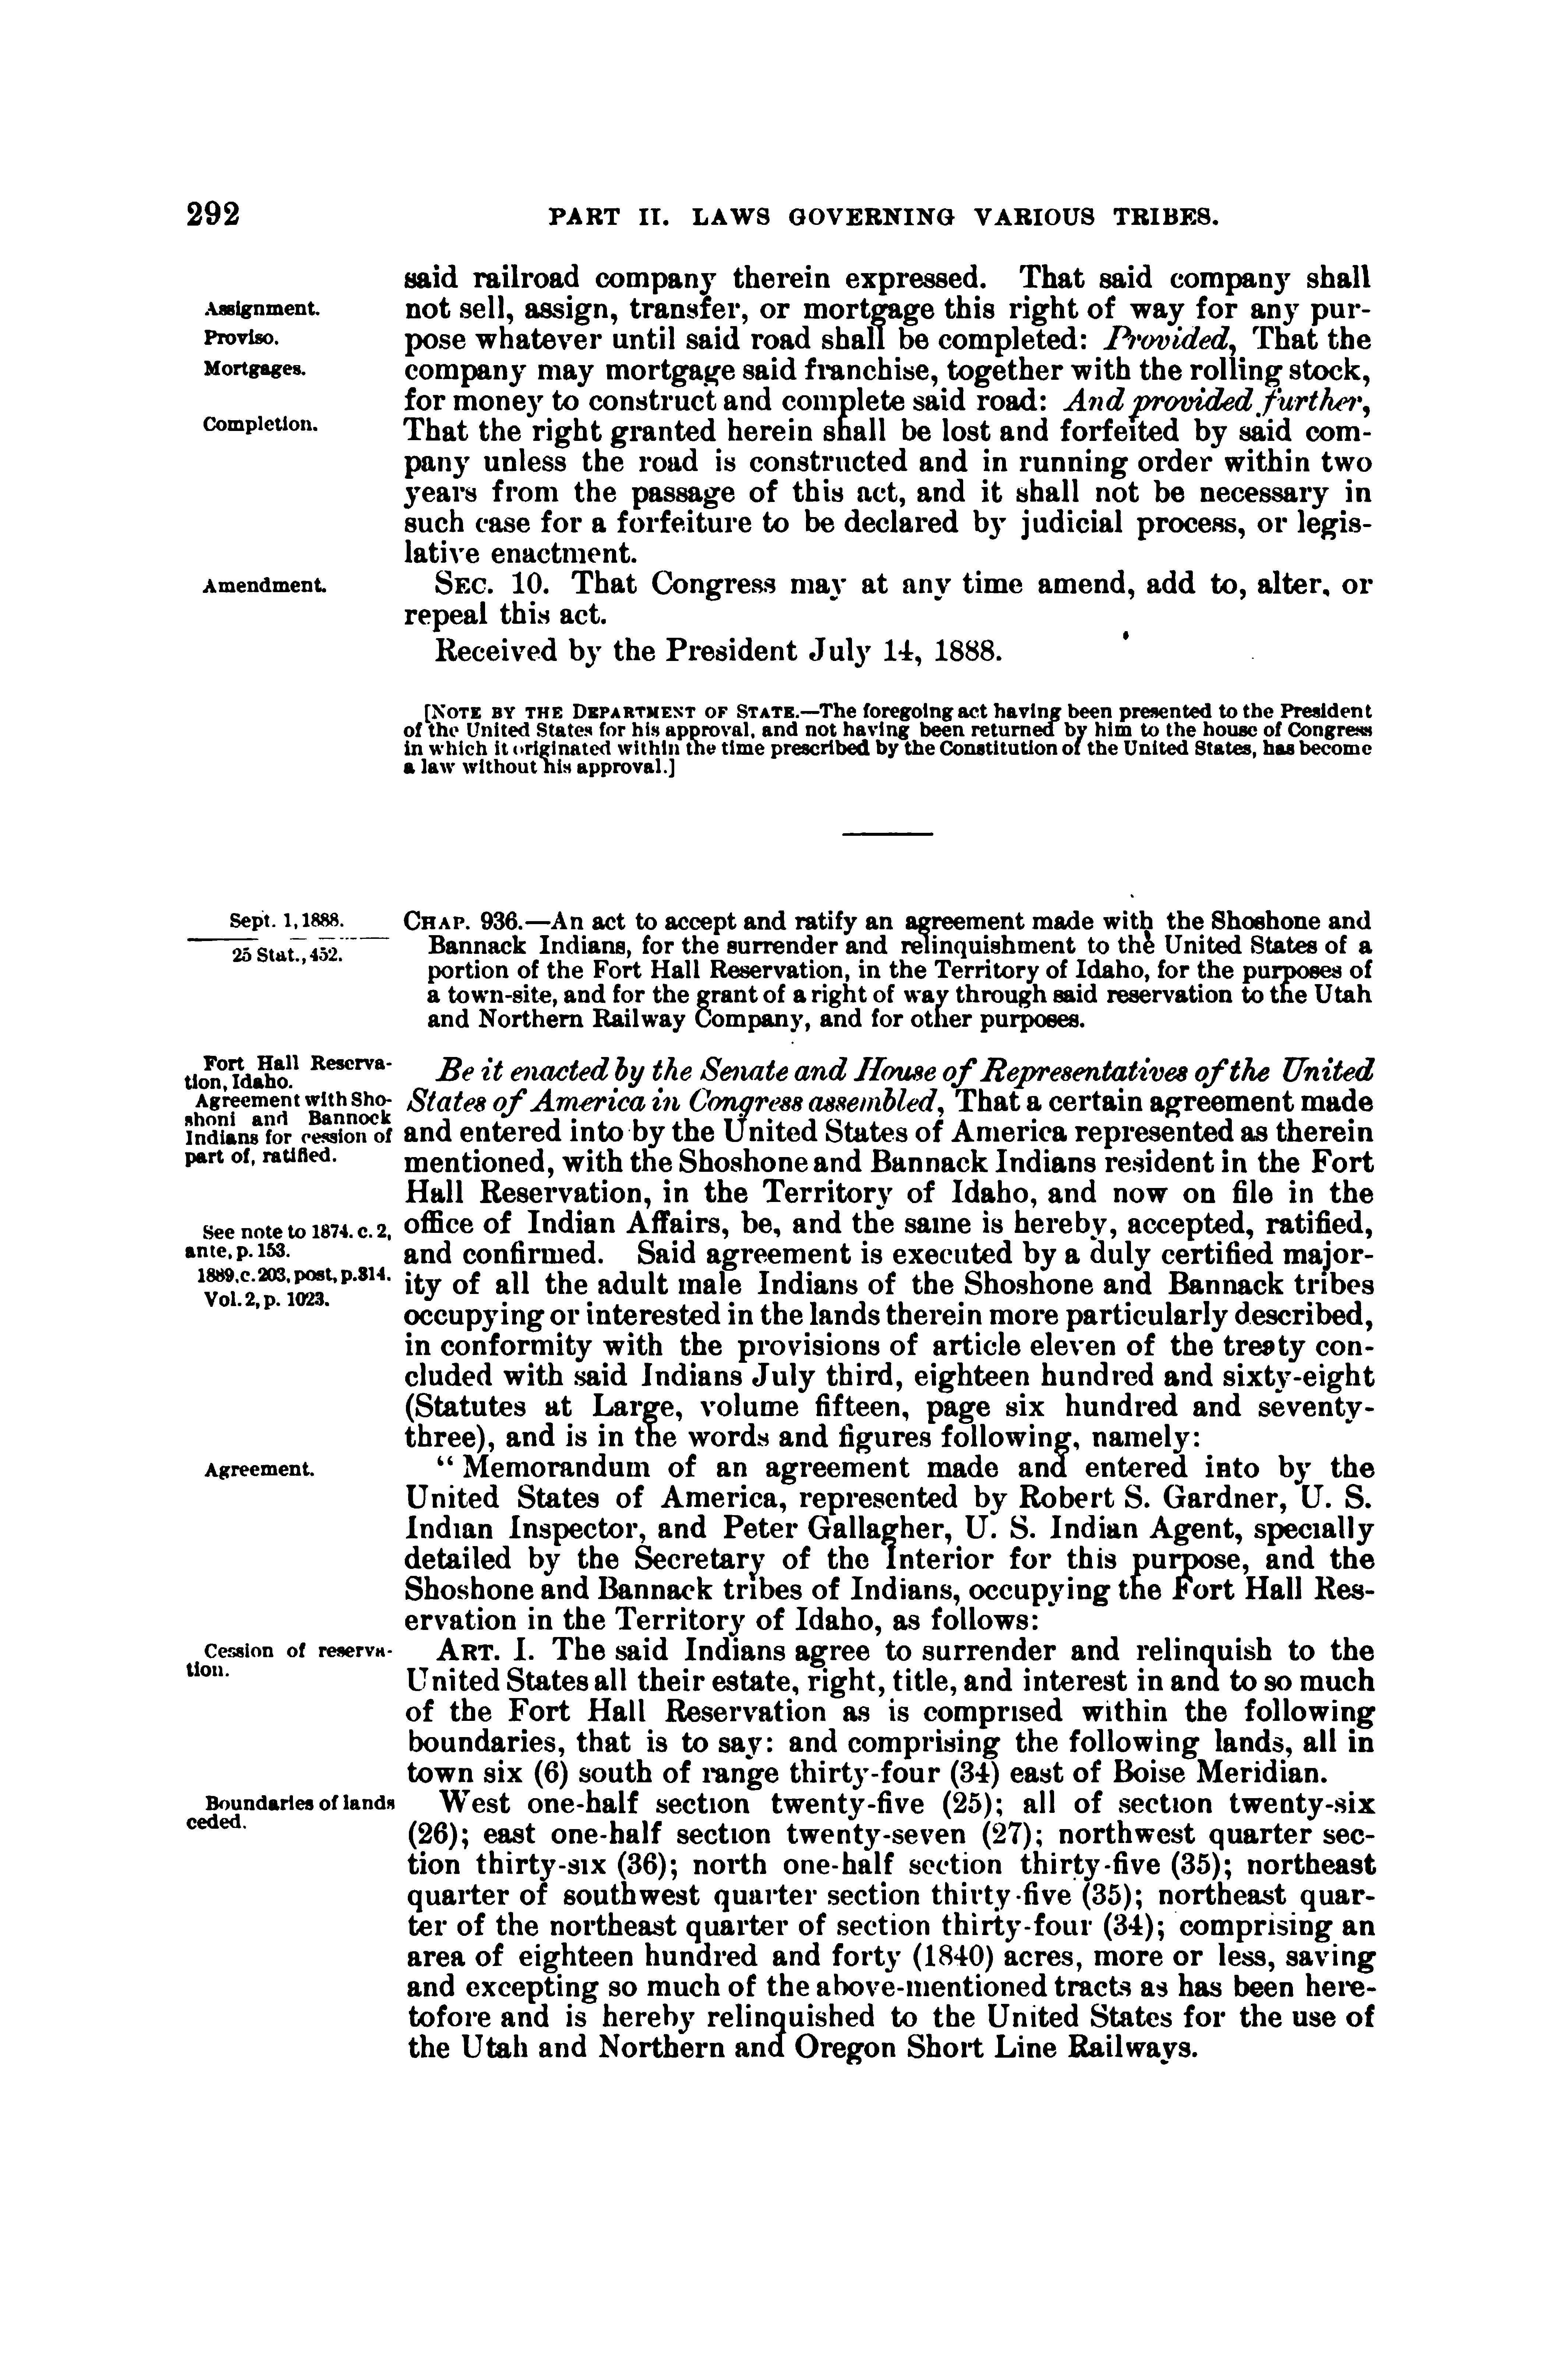 292
PART II. LAWS GOVERNING VARIOUS TRIBES.
said railroad company therein expressed. That said company shall
Assignment.
not sell, assign, transfer, or mortgage this right of way for any pur-
Proviso.
pose whatever until said road shall be completed: Provided, That the
Mortgages.
company may mortgage said franchise, together with the rolling stock,
for money to construct and complete said road: And provided further,
Completion.
That the right granted herein shall be lost and forfeited by said com-
pany unless the road is constructed and in running order within two
years from the passage of this act, and it shall not be necessary in
such case for a forfeiture to be declared by judicial process, or legis-
lative enactment.
Amendment.
SEC. 10. That Congress may at any time amend, add to, alter, or
repeal this act.
Received by the President July 14, 1888.
[NOTE BY THE DEPARTMENT OF STATE.—The foregoing act having been presented to the President
of the United States for his approval, and not having been returned by him to the house of Congress
in which it originated within the time prescribed by the Constitution of the United States, has become
a law without his approval.]
Sept. 1, 1888.
25 Stat., 452.
CHAP. 936.—An act to accept and ratify an agreement made with the Shoshone and
Bannack Indians, for the surrender and relinquishment to the United States of a
portion of the Fort Hall Reservation, in the Territory of Idaho, for the purposes of
a town-site, and for the grant of a right of way through said reservation to the Utah
and Northern Railway Company, and for other purposes.
Fort Hall Reserva-
tion, Idaho.
Agreement with Sho-
shoni and Bannock
Indians for cession of
part of, ratified.
See note to 1874. c. 2,
ante, p. 153.
1889, c. 203, post, p. 314.
Vol. 2, p. 1023.
Be it enacted by the Senate and House of Representatives of the United
States of America in Congress assembled, That a certain agreement made
and entered into by the United States of America represented as therein
mentioned, with the Shoshone and Bannack Indians resident in the Fort
Hall Reservation, in the Territory of Idaho, and now on file in the
office of Indian Affairs, be, and the same is hereby, accepted, ratified,
and confirmed. Said agreement is executed by a duly certified major-
ity of all the adult male Indians of the Shoshone and Bannack tribes
occupying or interested in the lands therein more particularly described,
in conformity with the provisions of article eleven of the treaty con-
cluded with said Indians July third, eighteen hundred and sixty-eight
(Statutes at Large, volume fifteen, page six hundred and seventy-
three), and is in the words and figures following, namely:
Agreement.
“Memorandum of an agreement made and entered into by the
United States of America, represented by Robert S. Gardner, U. S.
Indian Inspector, and Peter Gallagher, U. S. Indian Agent, specially
detailed by the Secretary of the Interior for this purpose, and the
Shoshone and Bannack tribes of Indians, occupying the Fort Hall Res-
ervation in the Territory of Idaho, as follows:
Cession of reserva-
tion.
ART. I. The said Indians agree to surrender and relinquish to the
United States all their estate, right, title, and interest in and to so much
of the Fort Hall Reservation as is comprised within the following
boundaries, that is to say: and comprising the following lands, all in
town six (6) south of range thirty-four (34) east of Boise Meridian.
Boundaries of lands
ceded.
West one-half section twenty-five (25); all of section twenty-six
(26); east one-half section twenty-seven (27); northwest quarter sec-
tion thirty-six (36); north one-half section thirty-five (35); northeast
quarter of southwest quarter section thirty-five (35); northeast quar-
ter of the northeast quarter of section thirty-four (34); comprising an
area of eighteen hundred and forty (1840) acres, more or less, saving
and excepting so much of the above-mentioned tracts as has been here-
tofore and is hereby relinquished to the United States for the use of
the Utah and Northern and Oregon Short Line Railways.